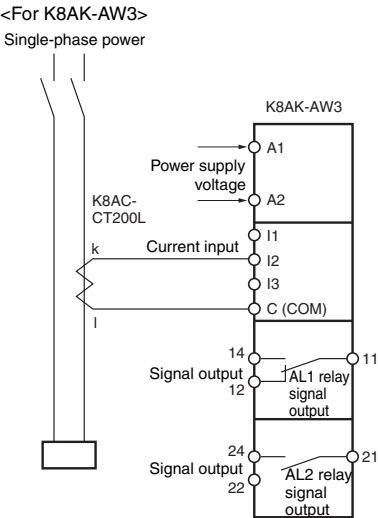 <For K8AK-AW3>
Single-phase power
K8AK-AW3
A1
Power supply
voltage
A2
K8AC-
CT200L
I1
k
Current input
I2
I3
l
C (COM)
14
11
Signal output
AL1 relay
12
signal
output
24
21
Signal output
AL2 relay
22
signal
output